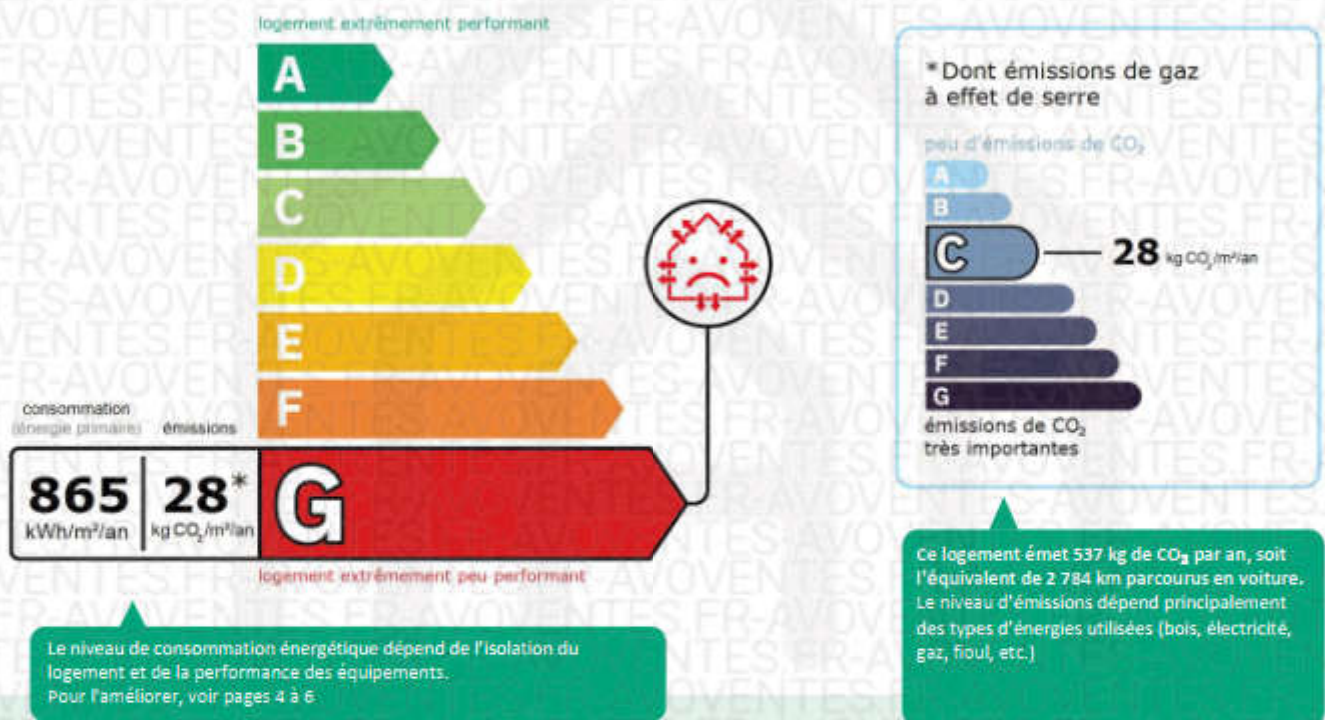 logement extrêmement performant
A
B
C
D
E
F
consommation
(énergie primaire)
émissions
865
kWh/m²/an
28*
kg CO₂/m²/an
G
logement extrêmement peu performant
Le niveau de consommation énergétique dépend de l'isolation du
logement et de la performance des équipements.
Pour l'améliorer, voir pages 4 à 6
*Dont émissions de gaz
à effet de serre
peu d'émissions de CO₂
A
B
C
28 kg CO₂/m²/an
D
E
F
G
émissions de CO₂
très importantes
Ce logement émet 537 kg de CO₂ par an, soit
l'équivalent de 2 784 km parcourus en voiture.
Le niveau d'émissions dépend principalement
des types d'énergies utilisées (bois, électricité,
gaz, fioul, etc.)